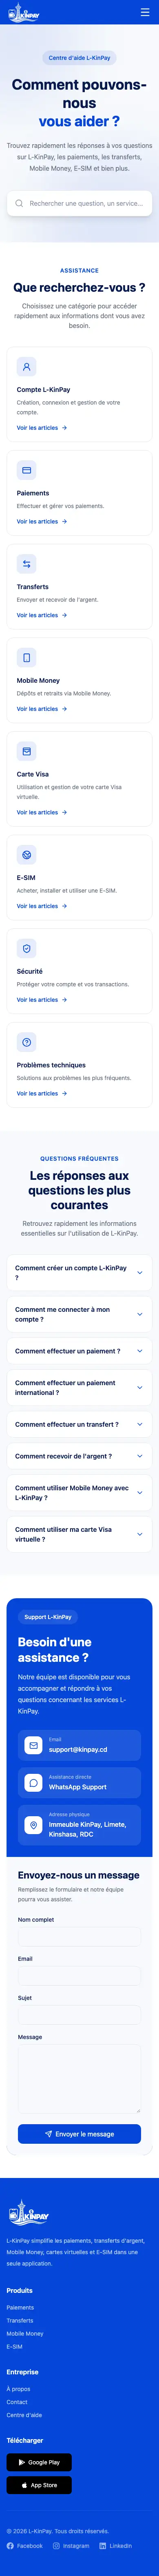 L-KINPAY
Centre d'aide L-KinPay
Comment pouvons-
nous
vous aider ?
Trouvez rapidement les réponses à vos questions
sur L-KinPay, les paiements, les transferts,
Mobile Money, E-SIM et bien plus.
Rechercher une question, un service...
ASSISTANCE
Que recherchez-vous ?
Choisissez une catégorie pour accéder
rapidement aux informations dont vous avez
besoin.
Compte L-KinPay
Création, connexion et gestion de votre
compte.
Voir les articles →
Paiements
Effectuer et gérer vos paiements.
Voir les articles →
Transferts
Envoyer et recevoir de l'argent.
Voir les articles →
Mobile Money
Dépôts et retraits via Mobile Money.
Voir les articles →
Carte Visa
Utilisation et gestion de votre carte Visa
virtuelle.
Voir les articles →
E-SIM
Acheter, installer et utiliser une E-SIM.
Voir les articles →
Sécurité
Protéger votre compte et vos transactions.
Voir les articles →
Problèmes techniques
Solutions aux problèmes les plus fréquents.
Voir les articles →
QUESTIONS FRÉQUENTES
Les réponses aux
questions les plus
courantes
Retrouvez rapidement les informations
essentielles sur l'utilisation de L-KinPay.
Comment créer un compte L-KinPay
?
Comment me connecter à mon
compte ?
Comment effectuer un paiement ?
Comment effectuer un paiement
international ?
Comment effectuer un transfert ?
Comment recevoir de l'argent ?
Comment utiliser Mobile Money avec
L-KinPay ?
Comment utiliser ma carte Visa
virtuelle ?
Support L-KinPay
Besoin d'une
assistance ?
Notre équipe est disponible pour vous
accompagner et répondre à vos
questions concernant les services L-
KinPay.
Email
support@kinpay.cd
Assistance directe
WhatsApp Support
Adresse physique
Immeuble KinPay, Limete,
Kinshasa, RDC
Envoyez-nous un message
Remplissez le formulaire et notre équipe
pourra vous assister.
Nom complet
Email
Sujet
Message
Envoyer le message
L-KINPAY
L-KinPay simplifie les paiements, transferts d'argent,
Mobile Money, cartes virtuelles et E-SIM dans une
seule application.
Produits
Paiements
Transferts
Mobile Money
E-SIM
Entreprise
À propos
Contact
Centre d'aide
Télécharger
Google Play
App Store
© 2026 L-KinPay. Tous droits réservés.
Facebook Instagram LinkedIn